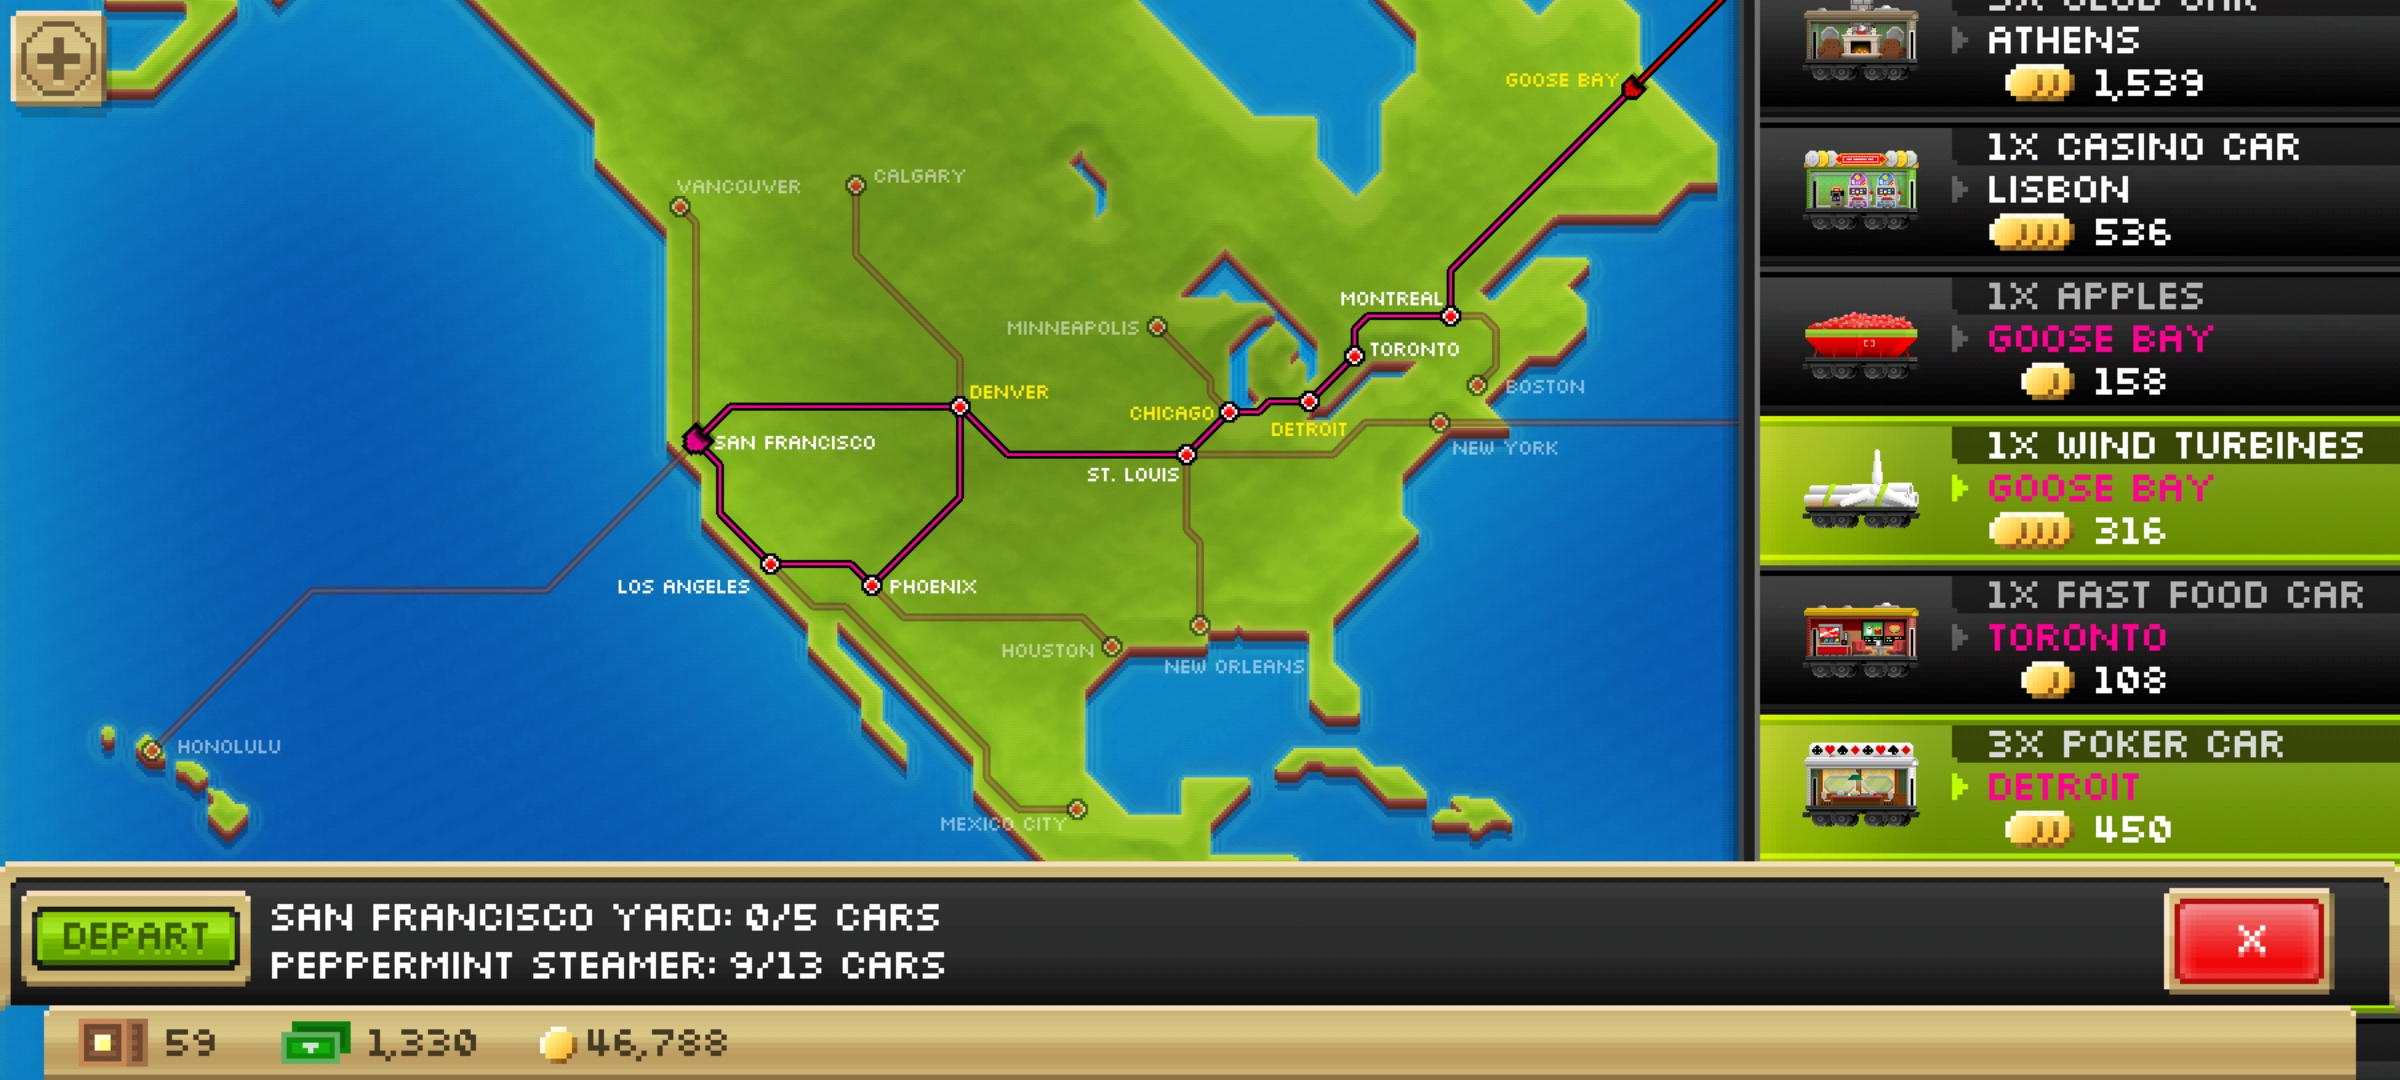 GOOSE BAY
VANCOUVER
CALGARY
MINNEAPOLIS
MONTREAL
TORONTO
BOSTON
DENVER
CHICAGO
DETROIT
NEW YORK
SAN FRANCISCO
ST. LOUIS
LOS ANGELES
PHOENIX
HOUSTON
NEW ORLEANS
HONOLULU
MEXICO CITY
ATHENS
1,539
1X CASINO CAR
LISBON
536
1X APPLES
GOOSE BAY
158
1X WIND TURBINES
GOOSE BAY
316
1X FAST FOOD CAR
TORONTO
108
3X POKER CAR
DETROIT
450
DEPART
SAN FRANCISCO YARD: 0/5 CARS
PEPPERMINT STEAMER: 9/13 CARS
X
59
1,330
46,788